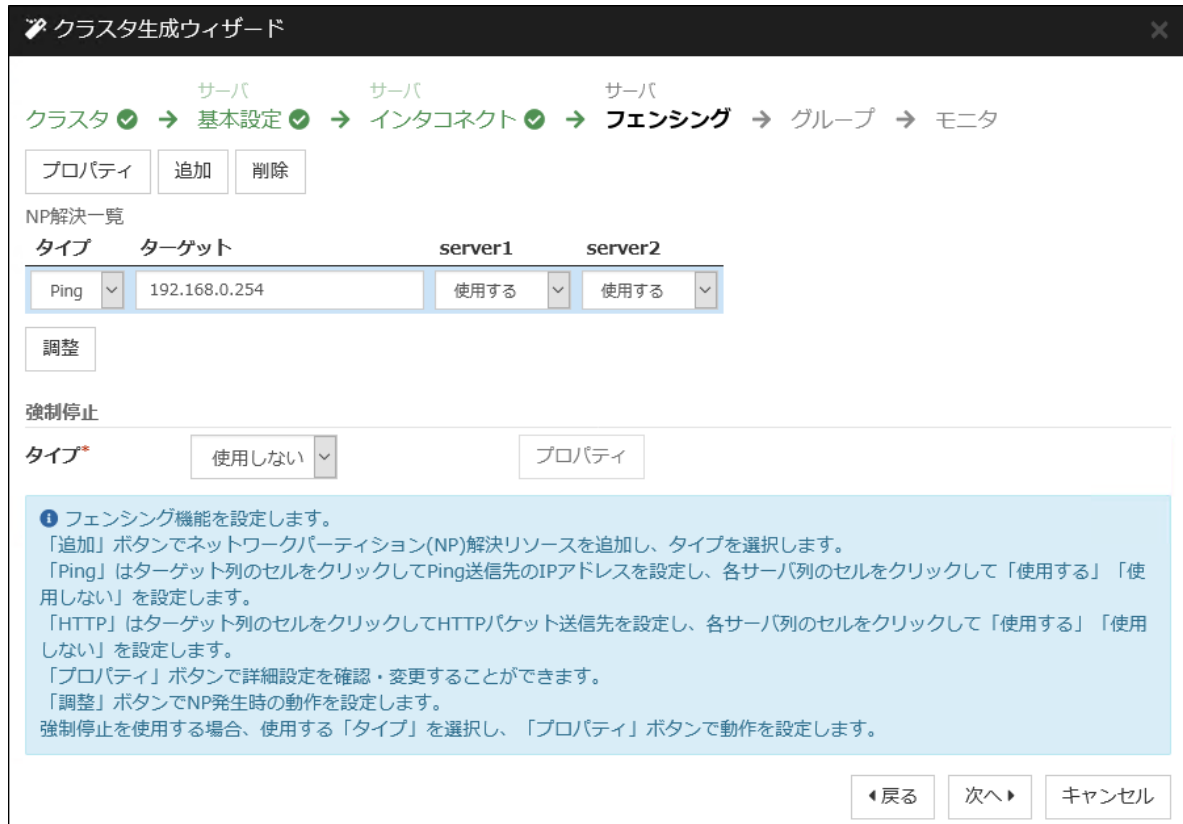 クラスタ生成ウィザード
サーバ サーバ サーバ
クラスタ → 基本設定 → インタコネクト → フェンシング → グループ → モニタ
プロパティ 追加 削除
NP解決一覧
タイプ ターゲット server1 server2
Ping 192.168.0.254 使用する 使用する
調整
強制停止
タイプ* 使用しない プロパティ
フェンシング機能を設定します。
「追加」ボタンでネットワークパーティション(NP)解決リソースを追加し、タイプを選択します。
「Ping」はターゲット列のセルをクリックしてPing送信先のIPアドレスを設定し、各サーバ列のセルをクリックして「使用する」「使
用しない」を設定します。
「HTTP」はターゲット列のセルをクリックしてHTTPパケット送信先を設定し、各サーバ列のセルをクリックして「使用する」「使用
しない」を設定します。
「プロパティ」ボタンで詳細設定を確認・変更することができます。
「調整」ボタンでNP発生時の動作を設定します。
強制停止を使用する場合、使用する「タイプ」を選択し、「プロパティ」ボタンで動作を設定します。
戻る 次へ キャンセル